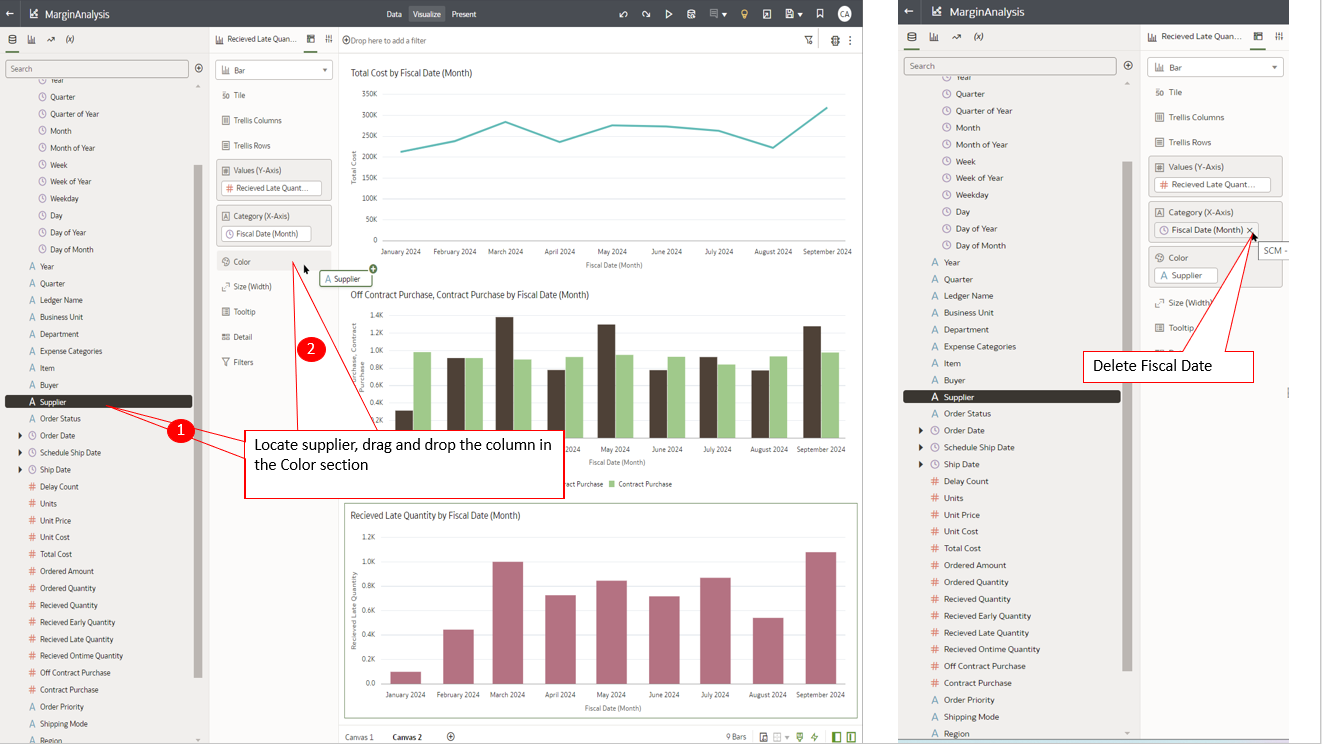 MarginAnalysis
Data Visualize Present
CA
(x)
Recieved Late Quan...
Drop here to add a filter
Search
Year
Quarter
Quarter of Year
Month
Month of Year
Week
Week of Year
Weekday
Day
Day of Year
Day of Month
A Year
A Quarter
A Ledger Name
A Business Unit
A Department
A Expense Categories
A Item
A Buyer
A Supplier
A Order Status
Order Date
Schedule Ship Date
Ship Date
# Delay Count
# Units
# Unit Price
# Unit Cost
# Total Cost
# Ordered Amount
# Ordered Quantity
# Recieved Quantity
# Recieved Early Quantity
# Recieved Late Quantity
# Recieved Ontime Quantity
# Off Contract Purchase
# Contract Purchase
A Order Priority
A Shipping Mode
A Region
Bar
Tile
Trellis Columns
Trellis Rows
Values (Y-Axis)
# Recieved Late Quant...
Category (X-Axis)
Fiscal Date (Month)
Color
A Supplier
Size (Width)
Tooltip
Detail
Filters
1
2
Locate supplier, drag and drop the column in
the Color section
Total Cost by Fiscal Date (Month)
Total Cost
350K
300K
250K
200K
150K
100K
50K
0
January 2024 February 2024 March 2024 April 2024 May 2024 June 2024 July 2024 August 2024 September 2024
Fiscal Date (Month)
Off Contract Purchase, Contract Purchase by Fiscal Date (Month)
Purchase
1.4K
1.2K
1.0K
0.8K
0.6K
2024 May 2024 June 2024 July 2024 August 2024 September 2024
Fiscal Date (Month)
Contract Purchase
Recieved Late Quantity by Fiscal Date (Month)
Recieved Late Quantity
1.2K
1.0K
0.8K
0.6K
0.4K
0.2K
0.0
January 2024 February 2024 March 2024 April 2024 May 2024 June 2024 July 2024 August 2024 September 2024
Fiscal Date (Month)
Canvas 1 Canvas 2
9 Bars
MarginAnalysis
(x)
Recieved Late Quan...
Search
Year
Quarter
Quarter of Year
Month
Month of Year
Week
Week of Year
Weekday
Day
Day of Year
Day of Month
A Year
A Quarter
A Ledger Name
A Business Unit
A Department
A Expense Categories
A Item
A Buyer
A Supplier
A Order Status
Order Date
Schedule Ship Date
Ship Date
# Delay Count
# Units
# Unit Price
# Unit Cost
# Total Cost
# Ordered Amount
# Ordered Quantity
# Recieved Quantity
# Recieved Early Quantity
# Recieved Late Quantity
# Recieved Ontime Quantity
# Off Contract Purchase
# Contract Purchase
A Order Priority
A Shipping Mode
A Region
Bar
Tile
Trellis Columns
Trellis Rows
Values (Y-Axis)
# Recieved Late Quant...
Category (X-Axis)
Fiscal Date (Month)
SCM -
Color
A Supplier
Size (Width)
Tooltip
Delete Fiscal Date